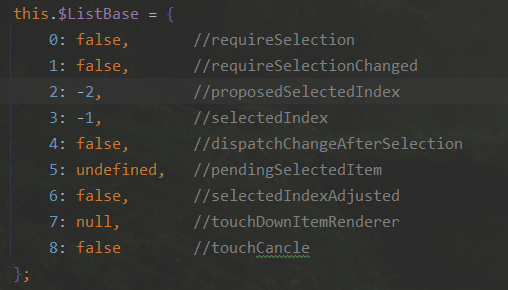 this.$ListBase = {
0: false, //requireSelection
1: false, //requireSelectionChanged
2: -2, //proposedSelectedIndex
3: -1, //selectedIndex
4: false, //dispatchChangeAfterSelection
5: undefined, //pendingSelectedItem
6: false, //selectedIndexAdjusted
7: null, //touchDownItemRenderer
8: false //touchCancle
};